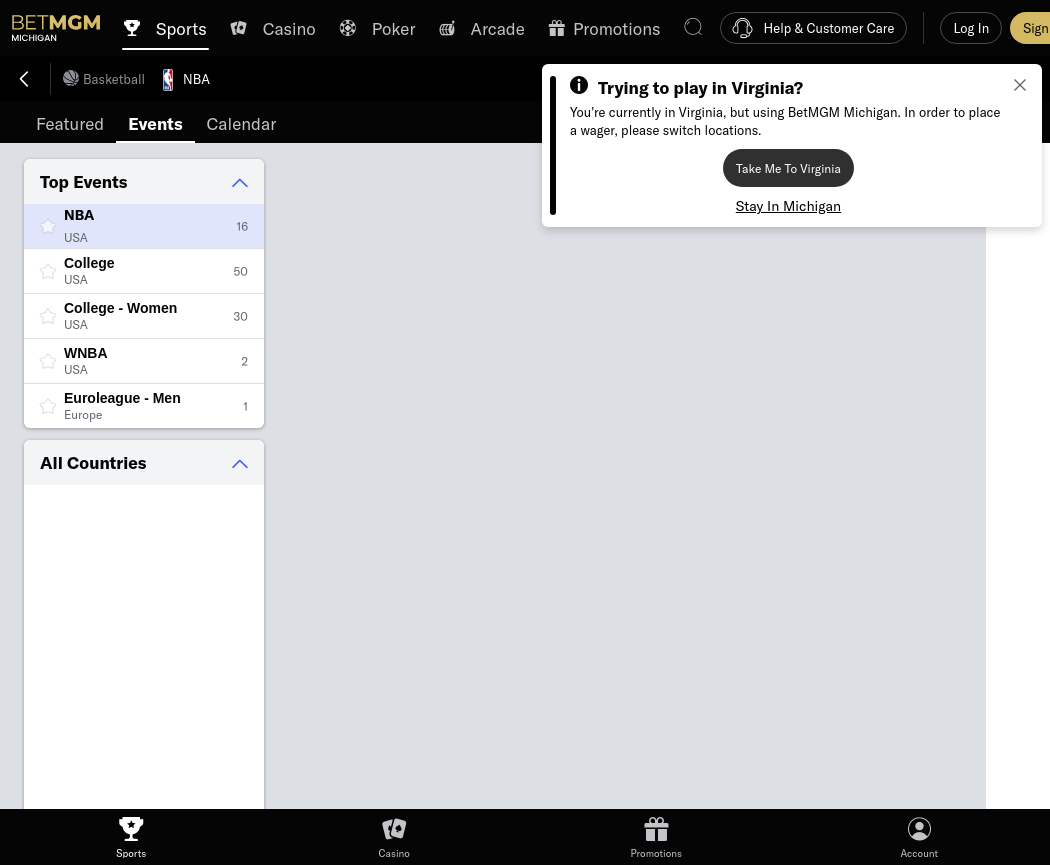 BETMGM
MICHIGAN
Sports
Casino
Poker
Arcade
Promotions
Help & Customer Care
Log In
Sign
Basketball
NBA
Featured
Events
Calendar
Trying to play in Virginia?
You're currently in Virginia, but using BetMGM Michigan. In order to place
a wager, please switch locations.
Take Me To Virginia
Stay In Michigan
Top Events
NBA
USA
16
College
USA
50
College - Women
USA
30
WNBA
USA
2
Euroleague - Men
Europe
1
All Countries
Sports
Casino
Promotions
Account